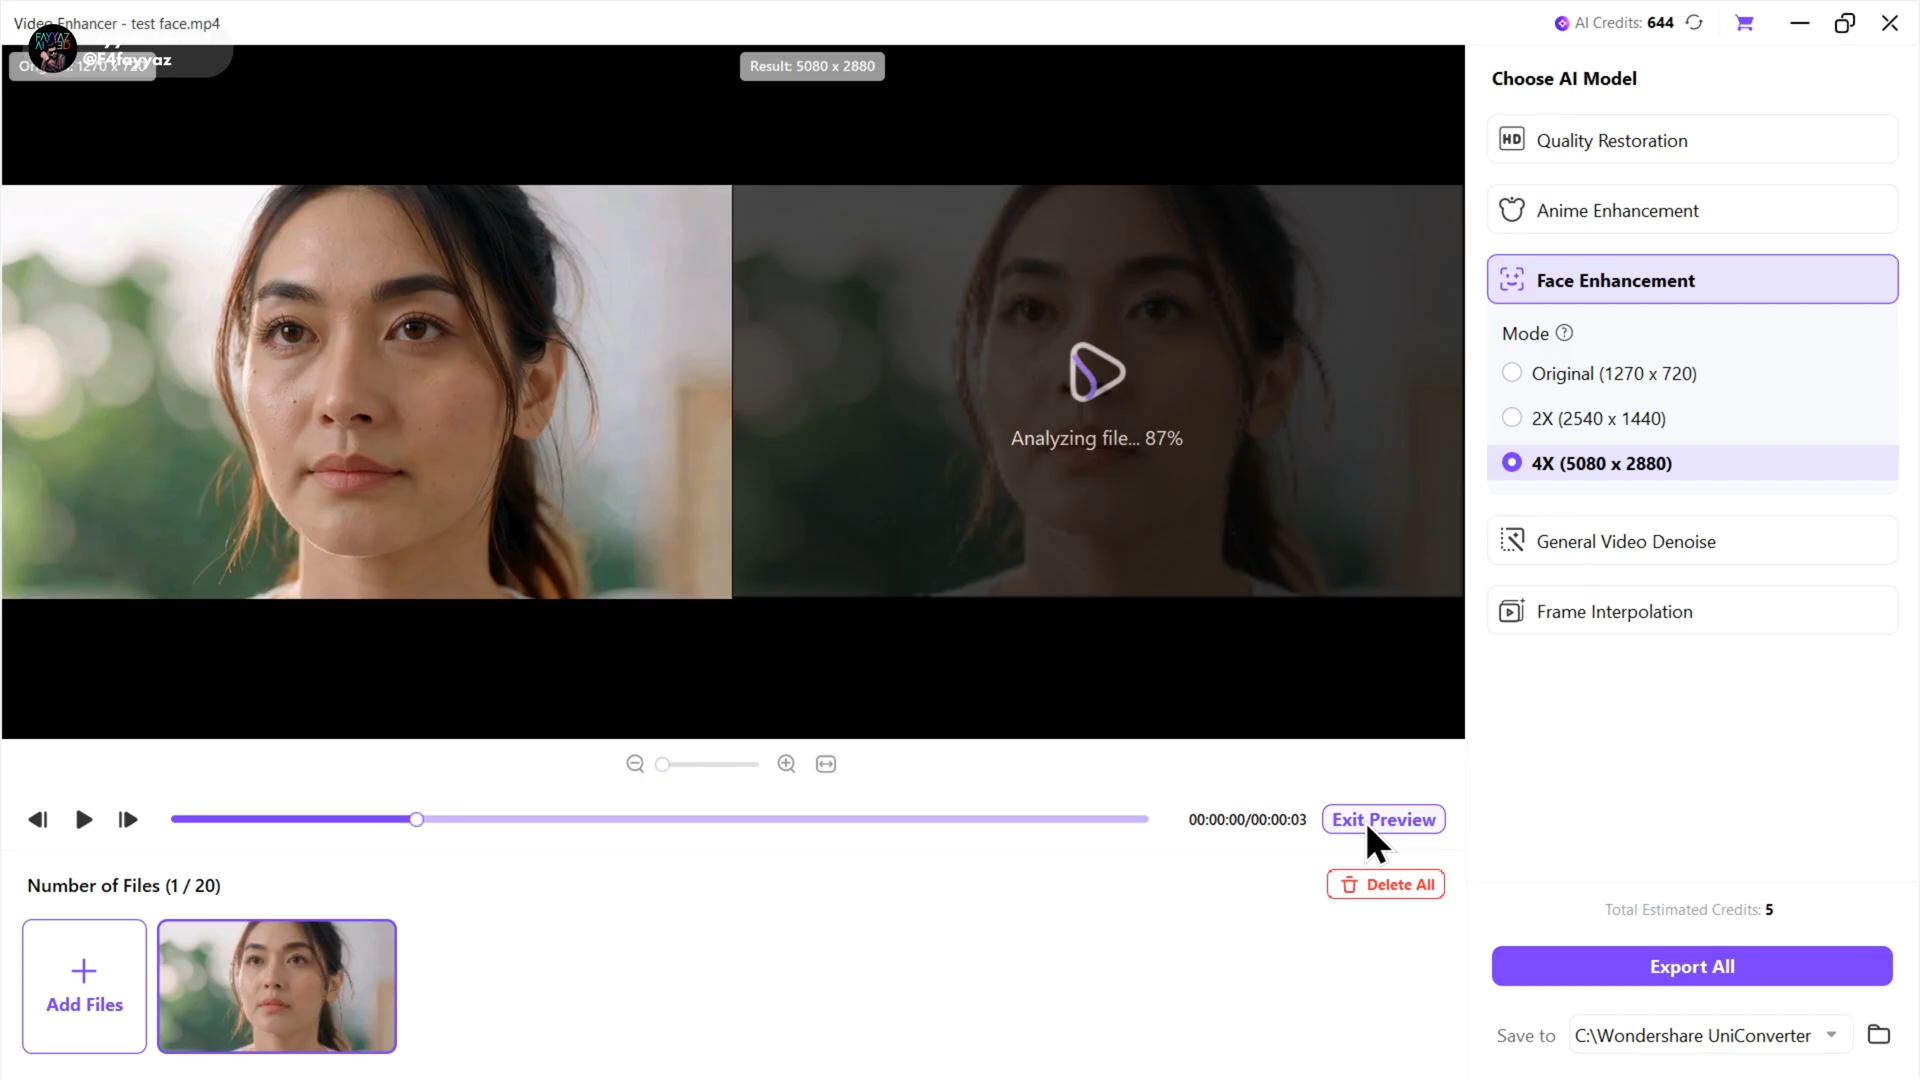 Video Enhancer - test face.mp4
AI Credits: 644
@F4fayyaz
1270 x 720
Result: 5080 x 2880
Choose AI Model
HD Quality Restoration
Anime Enhancement
Face Enhancement
Mode ?
Original (1270 x 720)
2X (2540 x 1440)
4X (5080 x 2880)
General Video Denoise
Frame Interpolation
Analyzing file... 87%
00:00:00/00:00:03
Exit Preview
Number of Files (1 / 20)
Delete All
Add Files
Total Estimated Credits: 5
Export All
Save to C:\Wondershare UniConverter